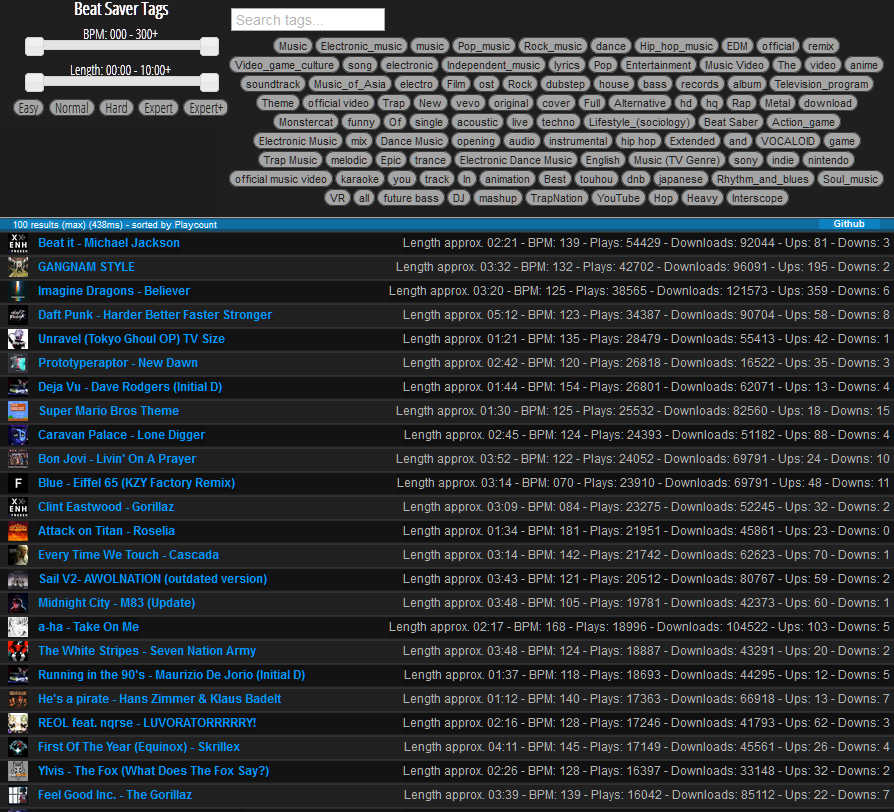 Beat Saver Tags
BPM: 000 - 300+
Length: 00:00 - 10:00+
Easy Normal Hard Expert Expert+
Search tags...
Music Electronic_music music Pop_music Rock_music dance Hip_hop_music EDM official remix
Video_game_culture song electronic Independent_music lyrics Pop Entertainment Music Video The video anime
soundtrack Music_of_Asia electro Film ost Rock dubstep house bass records album Television_program
Theme official video Trap New vevo original cover Full Alternative hd hq Rap Metal download
Monstercat funny Of single acoustic live techno Lifestyle_(sociology) Beat Saber Action_game
Electronic Music mix Dance Music opening audio instrumental hip hop Extended and VOCALOID game
Trap Music melodic Epic trance Electronic Dance Music English Music (TV Genre) sony indie nintendo
official music video karaoke you track In animation Best touhou dnb japanese Rhythm_and_blues Soul_music
VR all future bass DJ mashup TrapNation YouTube Hop Heavy Interscope
100 results (max) (438ms) - sorted by Playcount Github
Beat it - Michael Jackson Length approx. 02:21 - BPM: 139 - Plays: 54429 - Downloads: 92044 - Ups: 81 - Downs: 3
GANGNAM STYLE Length approx. 03:32 - BPM: 132 - Plays: 42702 - Downloads: 96091 - Ups: 195 - Downs: 2
Imagine Dragons - Believer Length approx. 03:20 - BPM: 125 - Plays: 38565 - Downloads: 121573 - Ups: 359 - Downs: 6
Daft Punk - Harder Better Faster Stronger Length approx. 05:12 - BPM: 123 - Plays: 34387 - Downloads: 90704 - Ups: 58 - Downs: 8
Unravel (Tokyo Ghoul OP) TV Size Length approx. 01:21 - BPM: 135 - Plays: 28479 - Downloads: 55413 - Ups: 42 - Downs: 1
Prototyperaptor - New Dawn Length approx. 02:42 - BPM: 120 - Plays: 26818 - Downloads: 16522 - Ups: 35 - Downs: 3
Deja Vu - Dave Rodgers (Initial D) Length approx. 01:44 - BPM: 154 - Plays: 26801 - Downloads: 62071 - Ups: 13 - Downs: 4
Super Mario Bros Theme Length approx. 01:30 - BPM: 125 - Plays: 25532 - Downloads: 82560 - Ups: 18 - Downs: 15
Caravan Palace - Lone Digger Length approx. 02:45 - BPM: 124 - Plays: 24393 - Downloads: 51182 - Ups: 88 - Downs: 4
Bon Jovi - Livin' On A Prayer Length approx. 03:52 - BPM: 122 - Plays: 24052 - Downloads: 69791 - Ups: 24 - Downs: 10
Blue - Eiffel 65 (KZY Factory Remix) Length approx. 03:14 - BPM: 070 - Plays: 23910 - Downloads: 69791 - Ups: 48 - Downs: 11
Clint Eastwood - Gorillaz Length approx. 03:09 - BPM: 084 - Plays: 23275 - Downloads: 52245 - Ups: 32 - Downs: 2
Attack on Titan - Roselia Length approx. 01:34 - BPM: 181 - Plays: 21951 - Downloads: 45861 - Ups: 23 - Downs: 0
Every Time We Touch - Cascada Length approx. 03:14 - BPM: 142 - Plays: 21742 - Downloads: 62623 - Ups: 70 - Downs: 1
Sail V2- AWOLNATION (outdated version) Length approx. 03:43 - BPM: 121 - Plays: 20512 - Downloads: 80767 - Ups: 59 - Downs: 2
Midnight City - M83 (Update) Length approx. 03:48 - BPM: 105 - Plays: 19781 - Downloads: 42373 - Ups: 60 - Downs: 1
a-ha - Take On Me Length approx. 02:17 - BPM: 168 - Plays: 18996 - Downloads: 104522 - Ups: 103 - Downs: 5
The White Stripes - Seven Nation Army Length approx. 03:48 - BPM: 124 - Plays: 18887 - Downloads: 43291 - Ups: 20 - Downs: 2
Running in the 90's - Maurizio De Jorio (Initial D) Length approx. 01:37 - BPM: 118 - Plays: 18693 - Downloads: 44295 - Ups: 12 - Downs: 5
He's a pirate - Hans Zimmer & Klaus Badelt Length approx. 01:12 - BPM: 140 - Plays: 17363 - Downloads: 66918 - Ups: 13 - Downs: 7
REOL feat. nqrse - LUVORATORRRRRY! Length approx. 02:16 - BPM: 128 - Plays: 17246 - Downloads: 41793 - Ups: 62 - Downs: 3
First Of The Year (Equinox) - Skrillex Length approx. 04:11 - BPM: 145 - Plays: 17149 - Downloads: 45561 - Ups: 26 - Downs: 4
Ylvis - The Fox (What Does The Fox Say?) Length approx. 02:26 - BPM: 128 - Plays: 16397 - Downloads: 33148 - Ups: 32 - Downs: 2
Feel Good Inc. - The Gorillaz Length approx. 03:39 - BPM: 139 - Plays: 16042 - Downloads: 85112 - Ups: 22 - Downs: 7